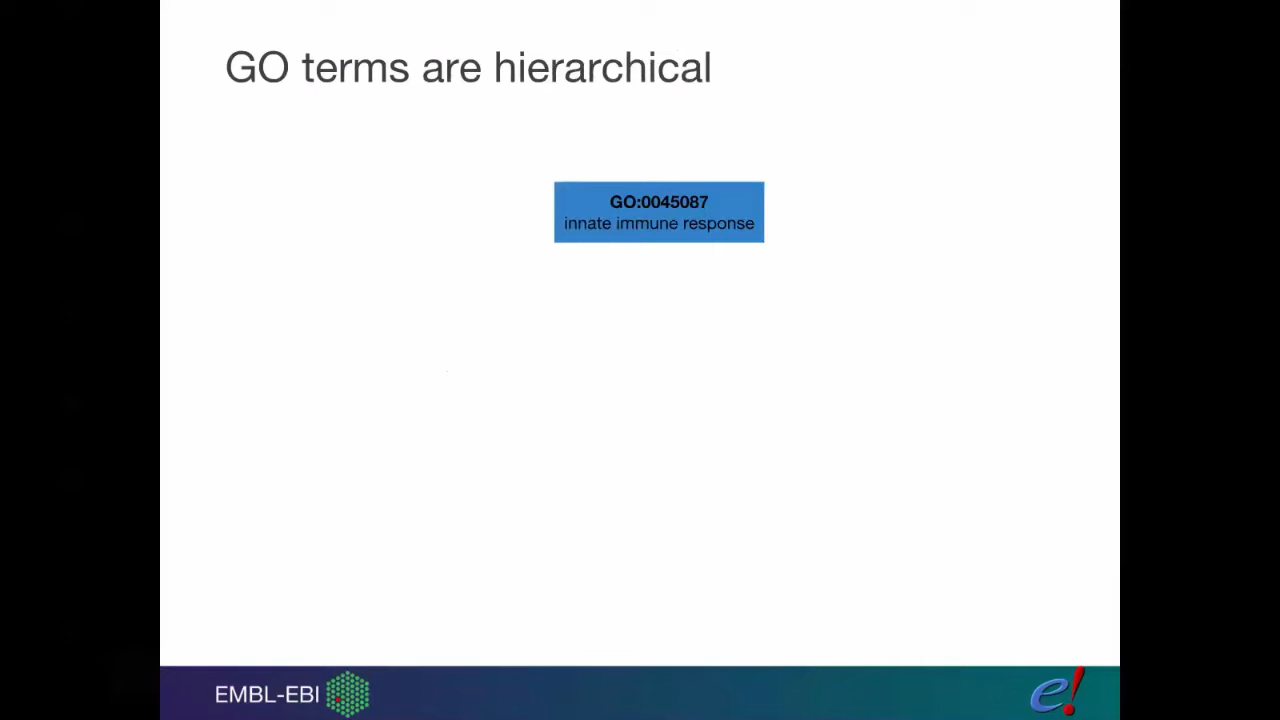 GO terms are hierarchical
GO:0045087
innate immune response
EMBL-EBI
e!